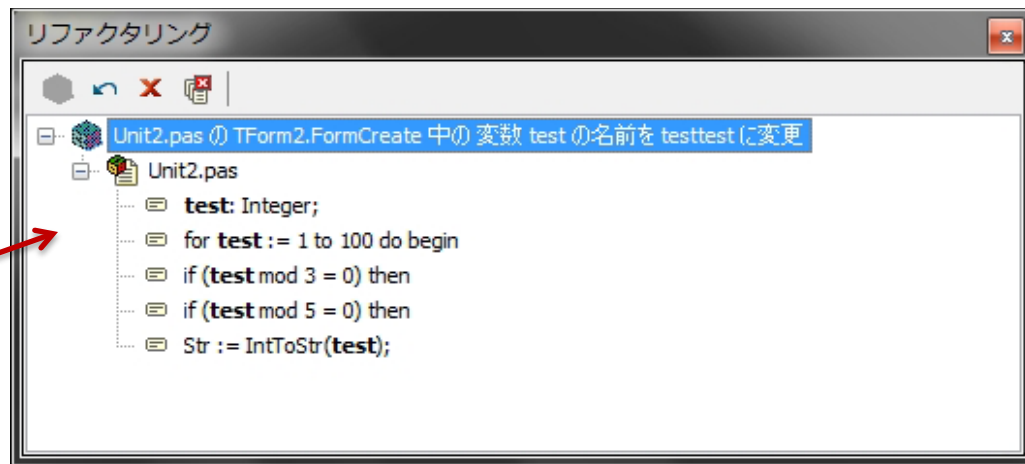 リファクタリング
Unit2.pas の TForm2.FormCreate 中の 変数 test の名前を testtest に変更
Unit2.pas
test: Integer;
for test := 1 to 100 do begin
if (test mod 3 = 0) then
if (test mod 5 = 0) then
Str := IntToStr(test);